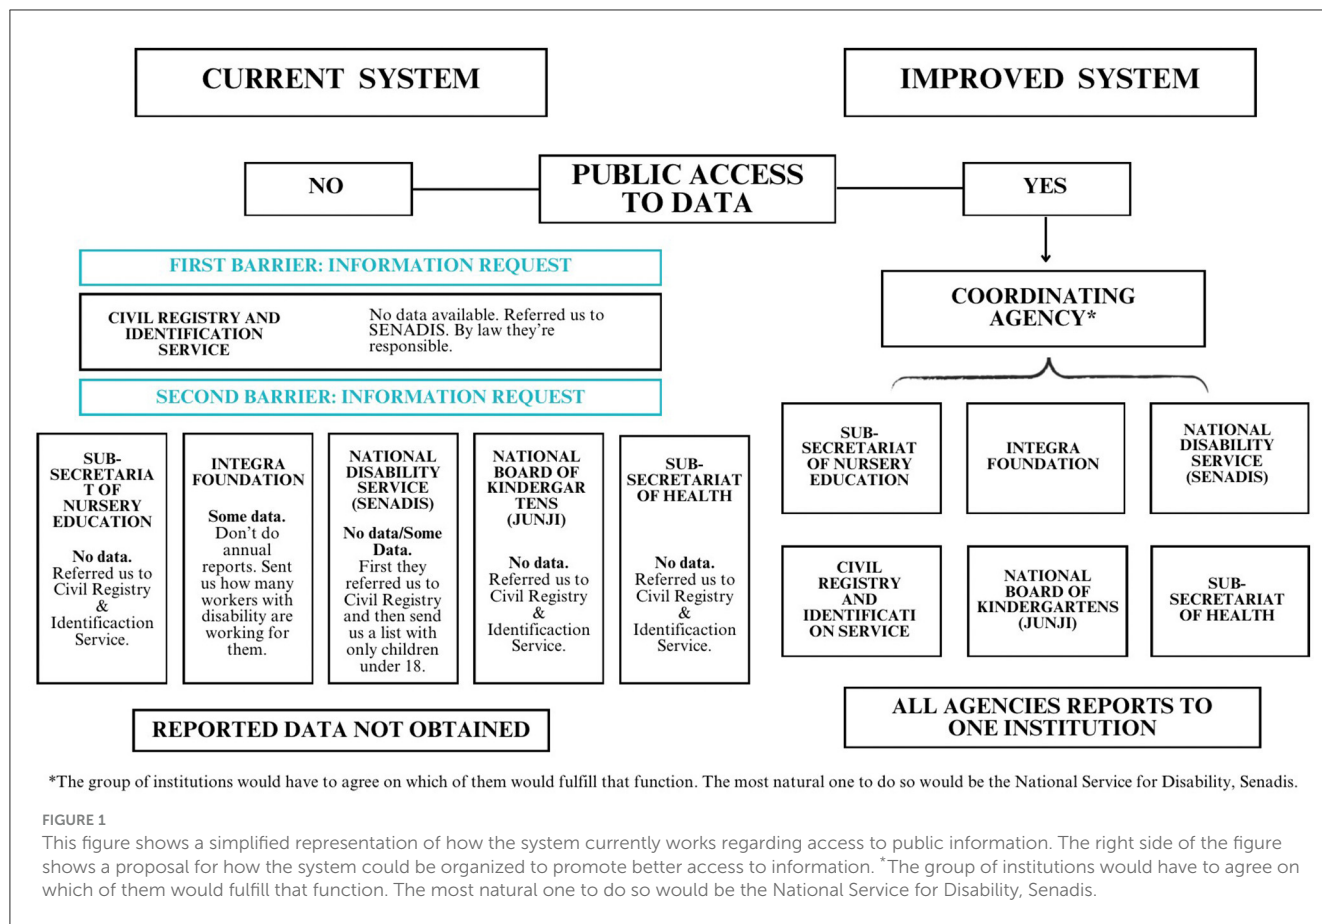 CURRENT SYSTEM
IMPROVED SYSTEM
NO
PUBLIC ACCESS
TO DATA
YES
FIRST BARRIER: INFORMATION REQUEST
CIVIL REGISTRY AND
IDENTIFICATION
SERVICE
No data available. Referred us to
SENADIS. By law they're
responsible.
SECOND BARRIER: INFORMATION REQUEST
SUB-
SECRETARIA
T OF
NURSERY
EDUCATION
No data.
Referred us to
Civil Registry
&
Identificaction
Service.
INTEGRA
FOUNDATION
Some data.
Don't do
annual
reports. Sent
us how many
workers with
disability are
working for
them.
NATIONAL
DISABILITY
SERVICE
(SENADIS)
No data/Some
Data.
First they
referred us to
Civil Registry
and then send
us a list with
only children
under 18.
NATIONAL
BOARD OF
KINDERGAR
TENS
(JUNJI)
No data.
Referred us to
Civil Registry
&
Identificaction
Service.
SUB-
SECRETARIAT
OF HEALTH
No data.
Referred us to
Civil Registry
&
Identificaction
Service.
REPORTED DATA NOT OBTAINED
COORDINATING
AGENCY*
SUB-
SECRETARIAT
OF NURSERY
EDUCATION
INTEGRA
FOUNDATION
NATIONAL
DISABILITY
SERVICE
(SENADIS)
CIVIL
REGISTRY
AND
IDENTIFICATI
ON SERVICE
NATIONAL
BOARD OF
KINDERGARTENS
(JUNJI)
SUB-
SECRETARIAT
OF HEALTH
ALL AGENCIES REPORTS TO
ONE INSTITUTION
*The group of institutions would have to agree on which of them would fulfill that function. The most natural one to do so would be the National Service for Disability, Senadis.
FIGURE 1
This figure shows a simplified representation of how the system currently works regarding access to public information. The right side of the figure
shows a proposal for how the system could be organized to promote better access to information. *The group of institutions would have to agree on
which of them would fulfill that function. The most natural one to do so would be the National Service for Disability, Senadis.